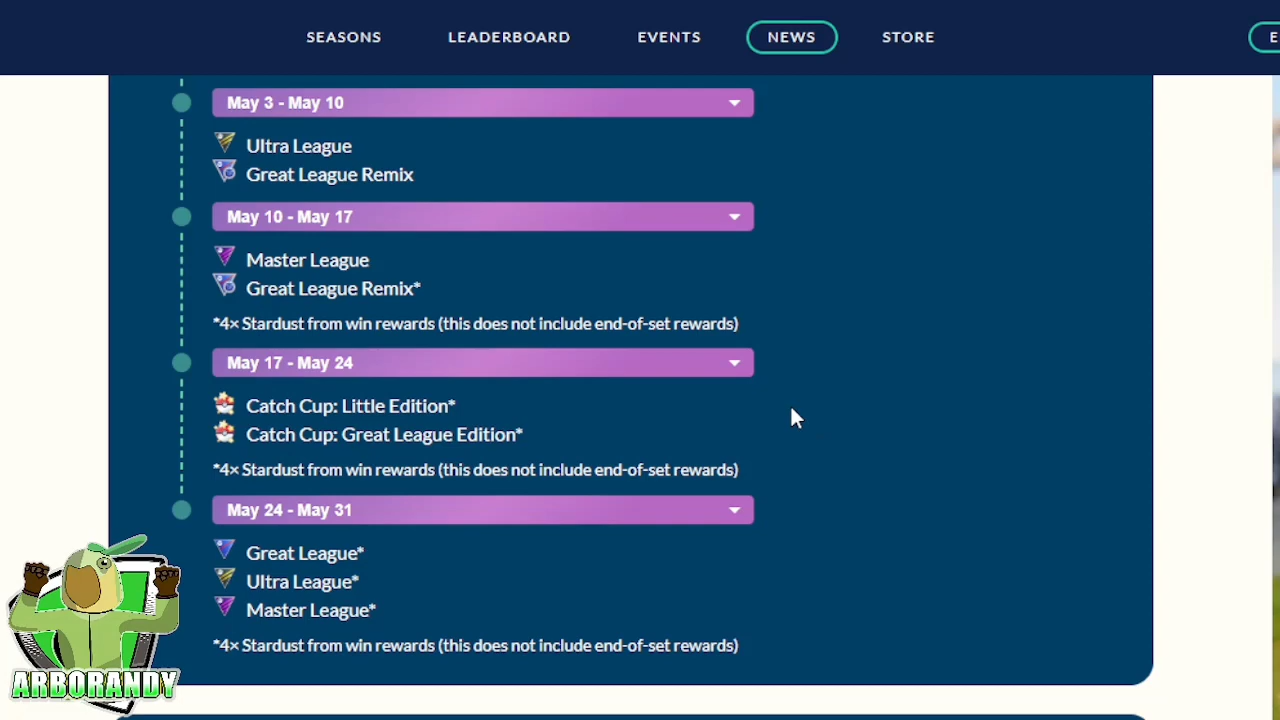 SEASONS LEADERBOARD EVENTS NEWS STORE E
May 3 - May 10
Ultra League
Great League Remix
May 10 - May 17
Master League
Great League Remix*
*4× Stardust from win rewards (this does not include end-of-set rewards)
May 17 - May 24
Catch Cup: Little Edition*
Catch Cup: Great League Edition*
*4× Stardust from win rewards (this does not include end-of-set rewards)
May 24 - May 31
Great League*
Ultra League*
Master League*
*4× Stardust from win rewards (this does not include end-of-set rewards)
ARBORANDY